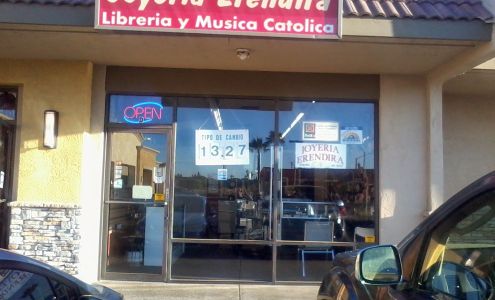 Joyeria Erendira
Libreria y Musica Catolica
OPEN
TIPO DE CAMBIO
13.27
JOYERIA
ERENDIRA